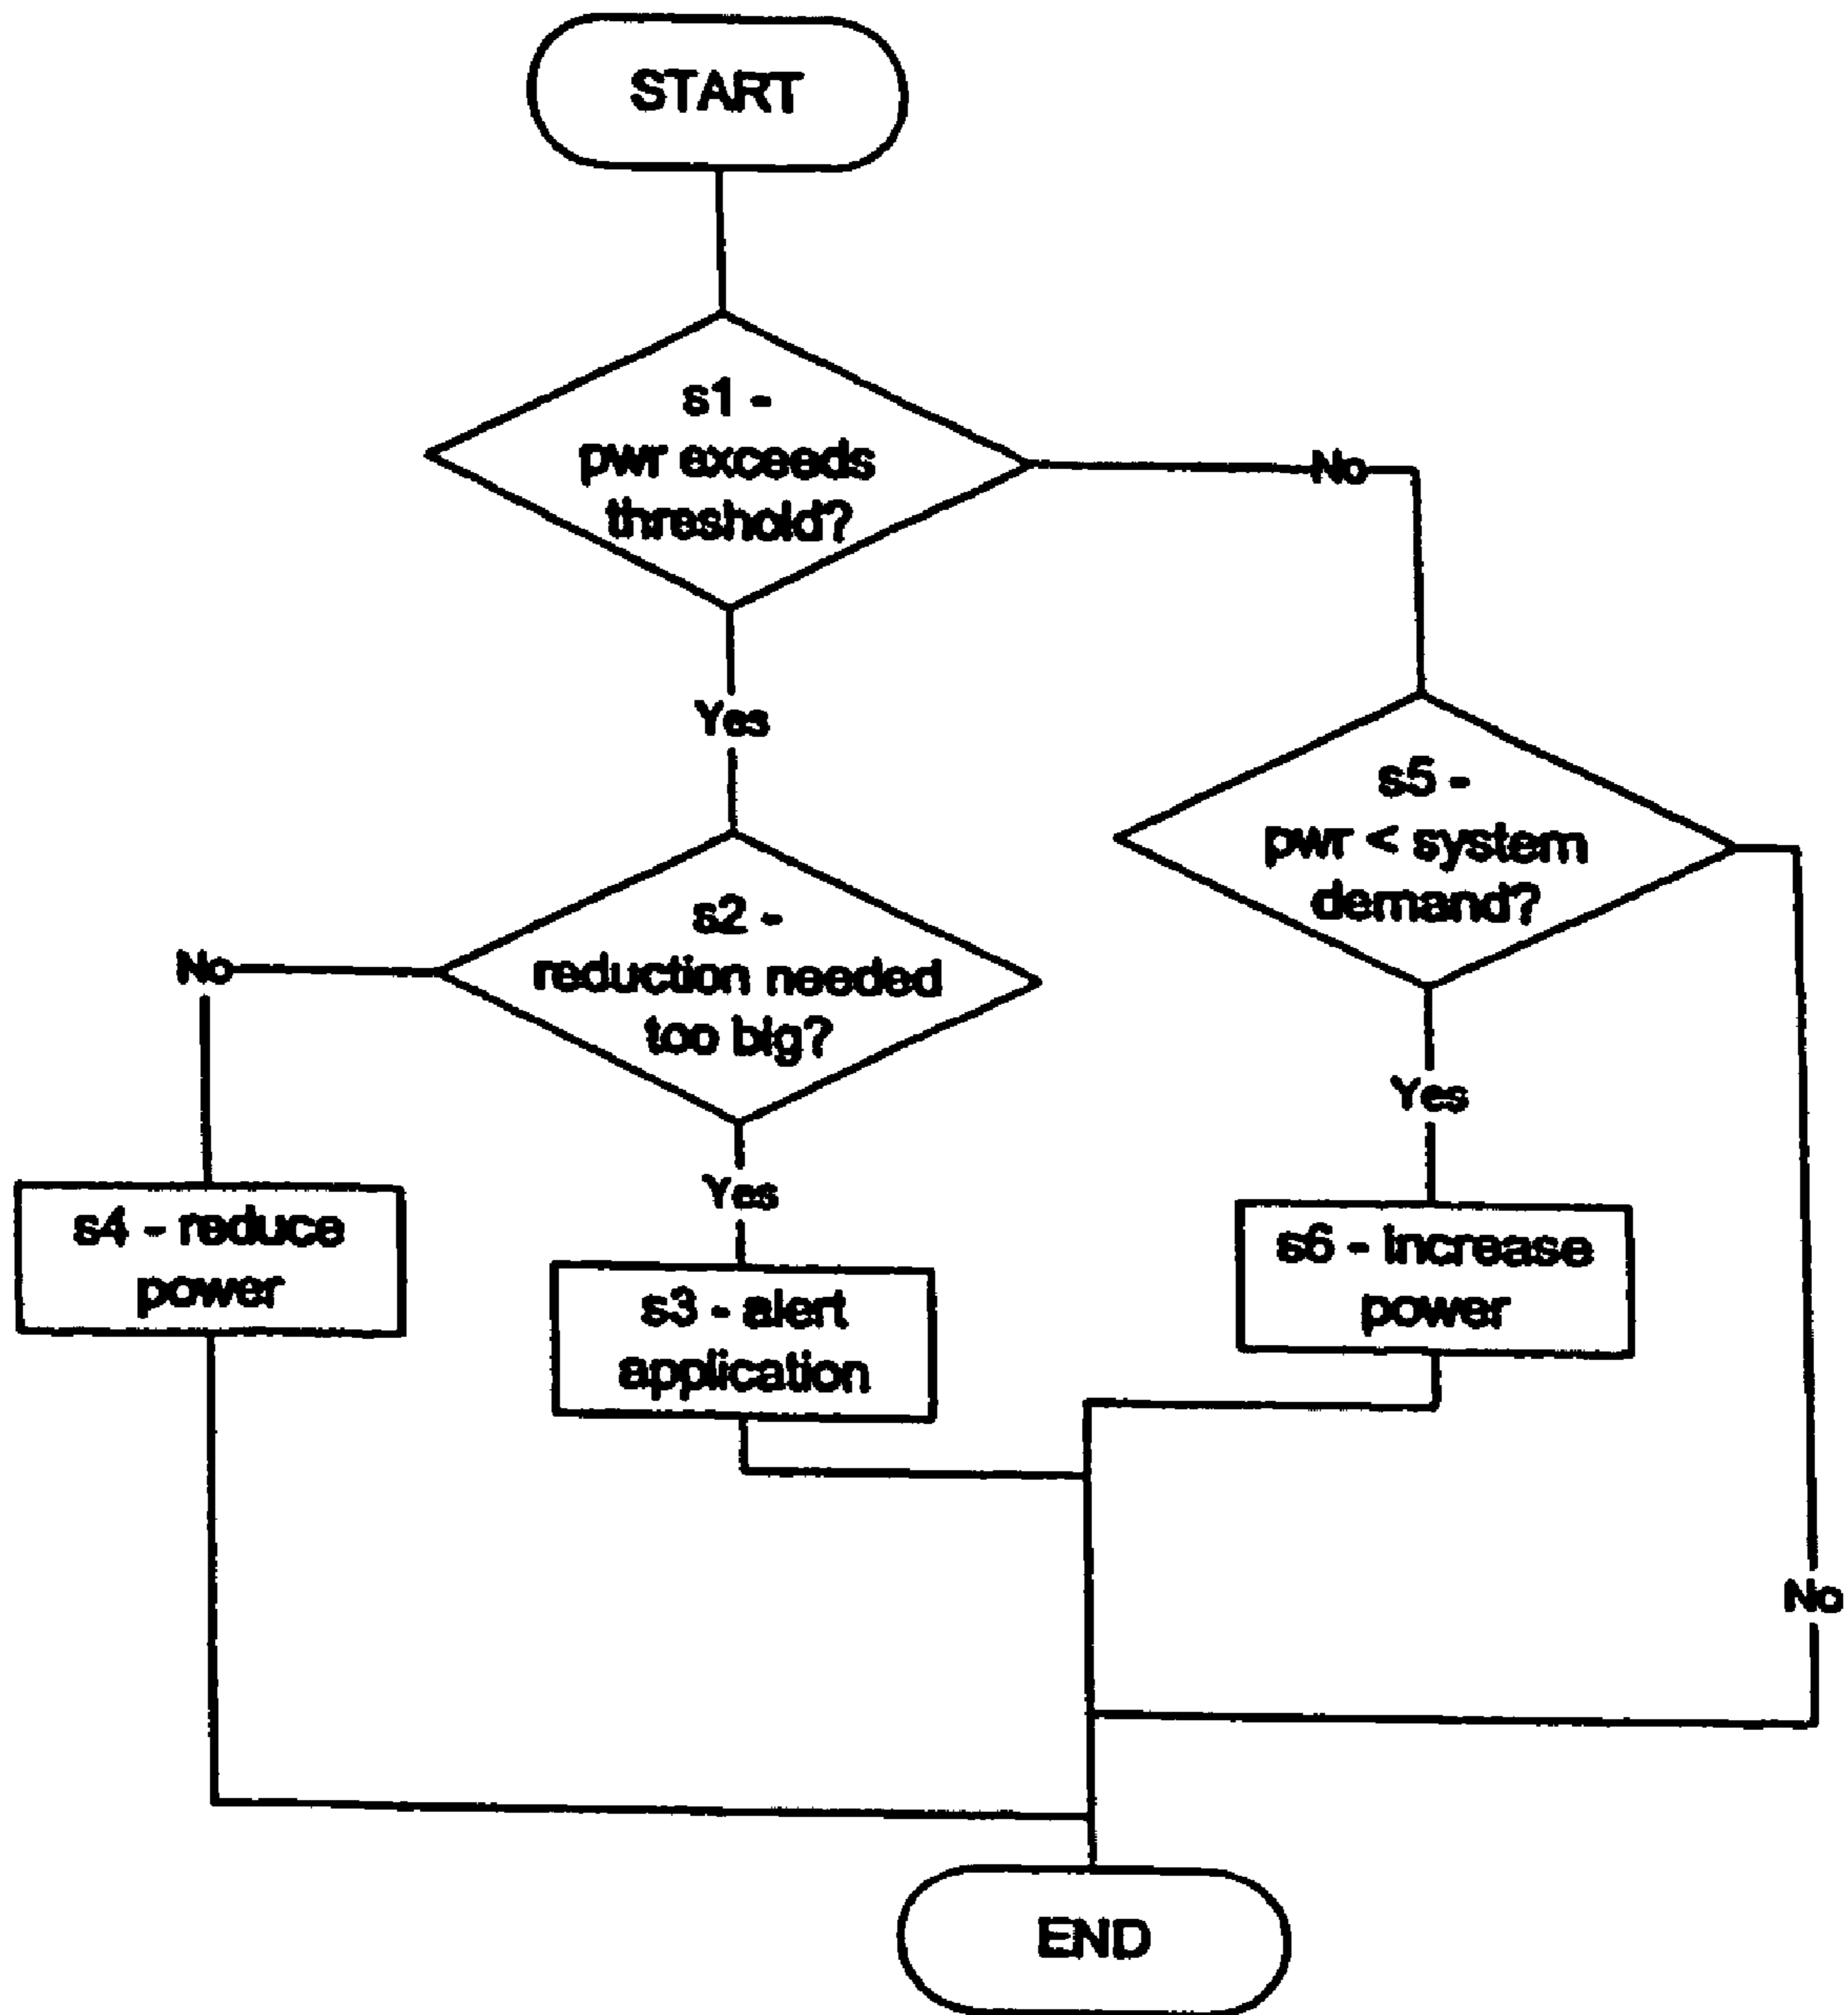 START
s1 -
pwr exceeds
threshold?
No
Yes
s5 -
pwr < system
demand?
s2 -
reduction needed
too big?
No
Yes
Yes
s4 - reduce
power
s3 - alert
application
s6 - increase
power
No
END